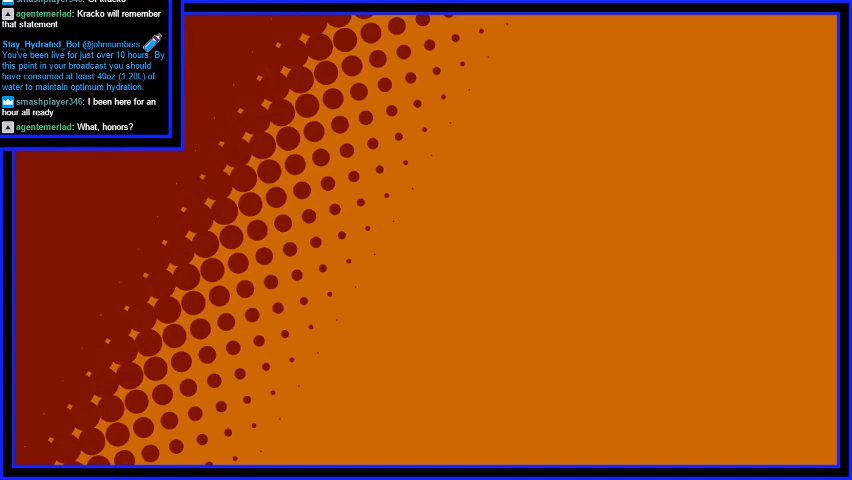 agentemerlad: Kracko will remember
that statement
Stay_Hydrated_Bot @johnnumbers
You've been live for just over 10 hours. By
this point in your broadcast you should
have consumed at least 40oz (1.20L) of
water to maintain optimum hydration.
smashplayer346: I been here for an
hour all ready
agentemerlad: What, honors?